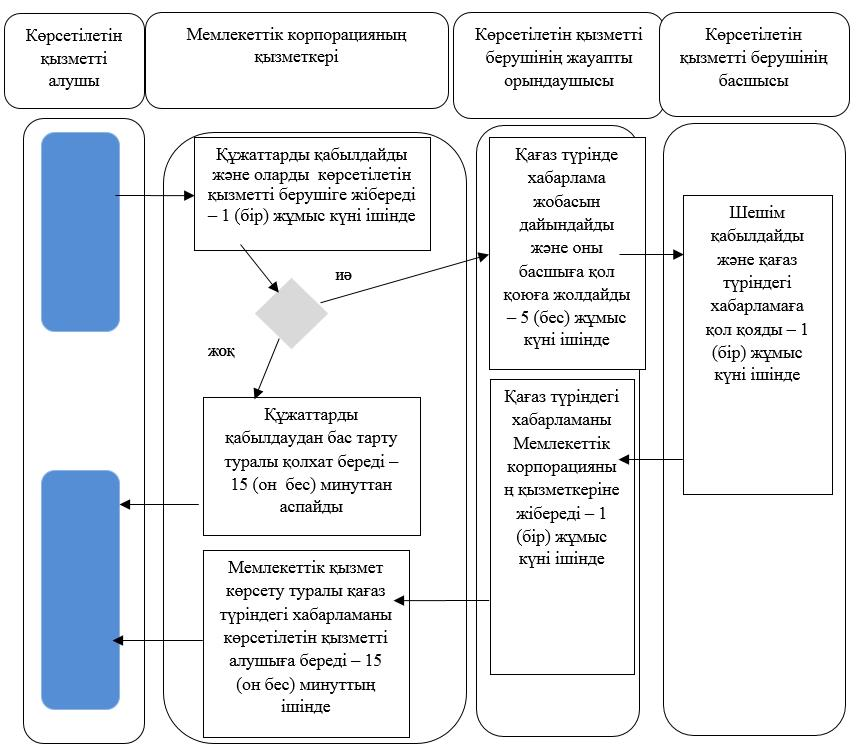 Көрсетілетін
қызметті
алушы
Мемлекеттік корпорацияның
қызметкері
Көрсетілетін қызметті
берушінің жауапты
орындаушысы
Көрсетілетін
қызметті берушінің
басшысы
Құжаттарды қабылдайды
және оларды көрсетілетін
қызметті берушіге жібереді
– 1 (бір) жұмыс күні ішінде
иә
жоқ
Құжаттарды
қабылдаудан бас тарту
туралы қолхат береді –
15 (он бес) минуттан
аспайды
Мемлекеттік қызмет
көрсету туралы қағаз
түріндегі хабарламаны
көрсетілетін қызметті
алушыға береді – 15
(он бес) минуттың
ішінде
Қағаз түрінде
хабарлама
жобасын
дайындайды
және оны
басшыға қол
қоюға жолдайды
– 5 (бес) жұмыс
күні ішінде
Қағаз түріндегі
хабарламаны
Мемлекеттік
корпорацияны
ң қызметкеріне
жібереді – 1
(бір) жұмыс
күні ішінде
Шешім
қабылдайды
және қағаз
түріндегі
хабарламаға
қол қояды – 1
(бір) жұмыс
күні ішінде